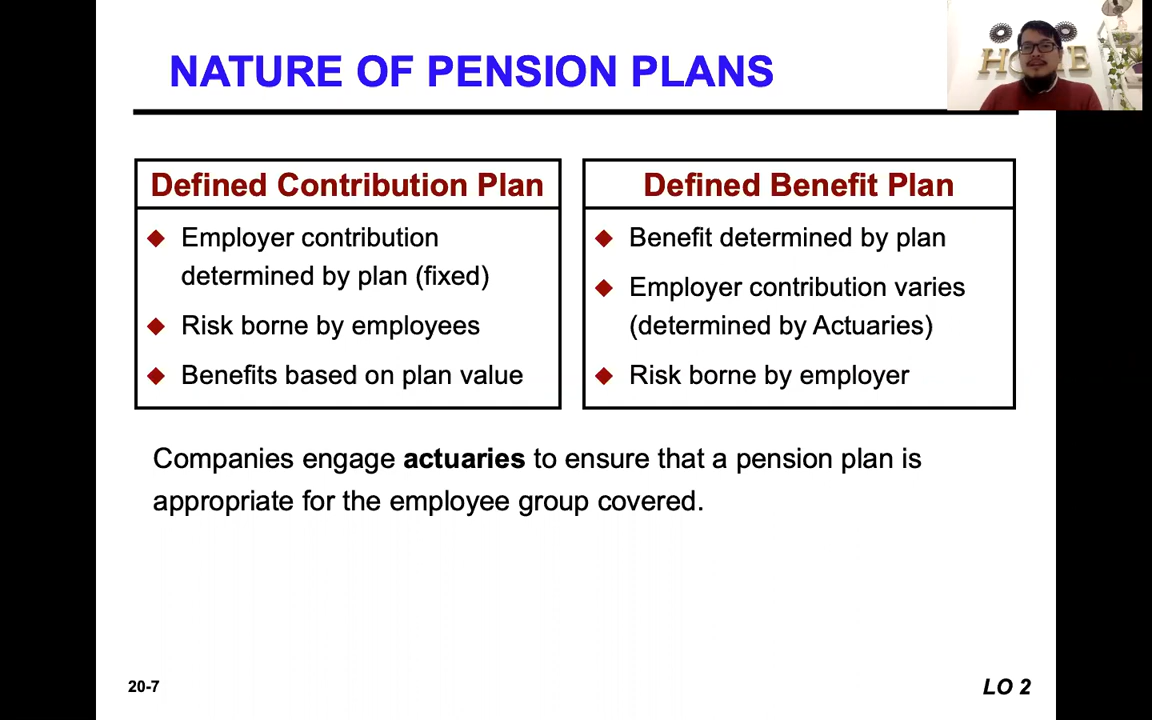 NATURE OF PENSION PLANS
HOME
Defined Contribution Plan
Employer contribution
determined by plan (fixed)
Risk borne by employees
Benefits based on plan value
Defined Benefit Plan
Benefit determined by plan
Employer contribution varies
(determined by Actuaries)
Risk borne by employer
Companies engage actuaries to ensure that a pension plan is
appropriate for the employee group covered.
20-7
LO 2